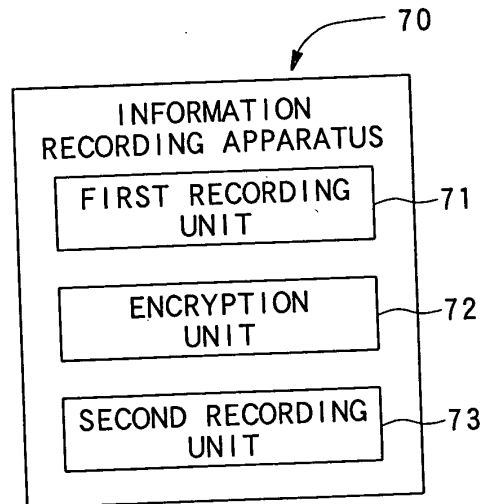 70
INFORMATION
RECORDING APPARATUS
FIRST RECORDING
UNIT
71
ENCRYPTION
UNIT
72
SECOND RECORDING
UNIT
73